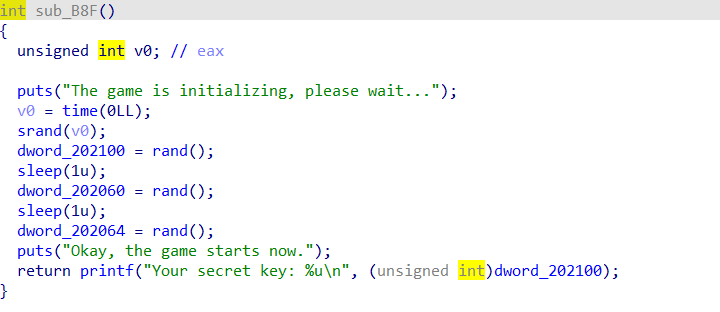 int sub_B8F()
{
  unsigned int v0; // eax

  puts("The game is initializing, please wait...");
  v0 = time(0LL);
  srand(v0);
  dword_202100 = rand();
  sleep(1u);
  dword_202060 = rand();
  sleep(1u);
  dword_202064 = rand();
  puts("Okay, the game starts now.");
  return printf("Your secret key: %u\n", (unsigned int)dword_202100);
}